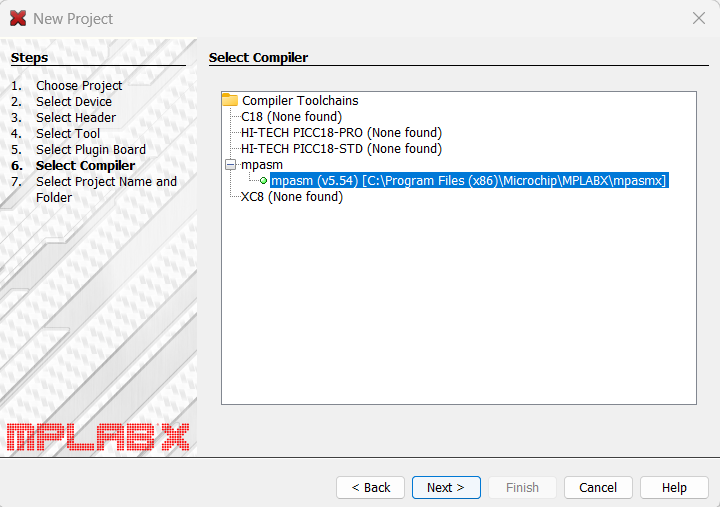 New Project
Steps
1. Choose Project
2. Select Device
3. Select Header
4. Select Tool
5. Select Plugin Board
6. Select Compiler
7. Select Project Name and
Folder
MPLAB X
Select Compiler
Compiler Toolchains
C18 (None found)
HI-TECH PICC18-PRO (None found)
HI-TECH PICC18-STD (None found)
mpasm
mpasm (v5.54) [C:\Program Files (x86)\Microchip\MPLABX\mpasmx]
XC8 (None found)
< Back
Next >
Finish
Cancel
Help